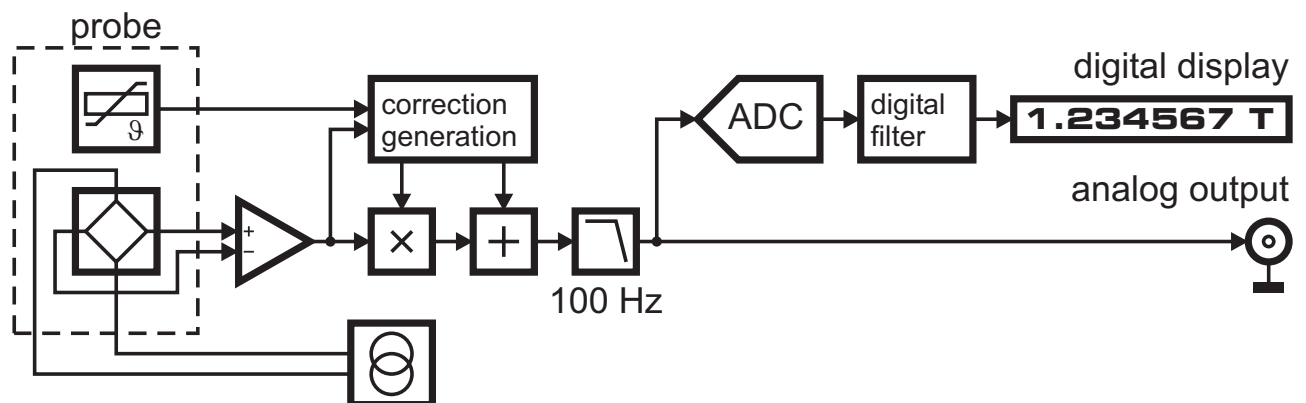 probe
ϑ
correction
generation
+
−
×
+
100 Hz
ADC
digital
filter
digital display
1.234567 T
analog output